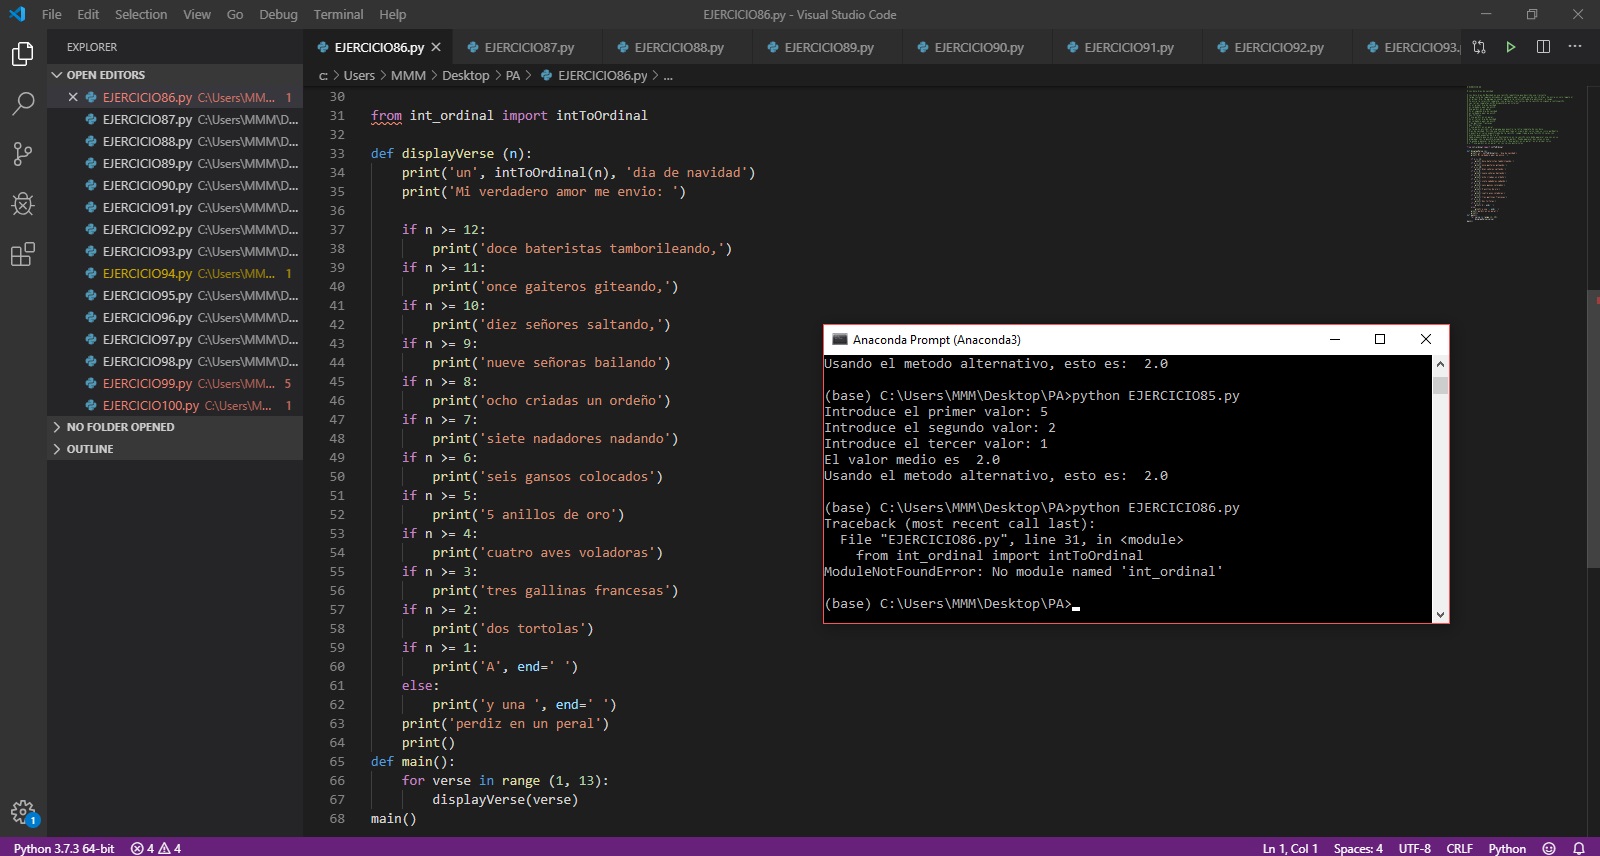 File Edit Selection View Go Debug Terminal Help
EJERCICIO86.py - Visual Studio Code
EXPLORER
OPEN EDITORS
EJERCICIO86.py C:\Users\MM... 1
EJERCICIO87.py C:\Users\MMM\D...
EJERCICIO88.py C:\Users\MMM\D...
EJERCICIO89.py C:\Users\MMM\D...
EJERCICIO90.py C:\Users\MMM\D...
EJERCICIO91.py C:\Users\MMM\D...
EJERCICIO92.py C:\Users\MMM\D...
EJERCICIO93.py C:\Users\MMM\D...
EJERCICIO94.py C:\Users\MM... 1
EJERCICIO95.py C:\Users\MMM\D...
EJERCICIO96.py C:\Users\MMM\D...
EJERCICIO97.py C:\Users\MMM\D...
EJERCICIO98.py C:\Users\MMM\D...
EJERCICIO99.py C:\Users\MM... 5
EJERCICIO100.py C:\Users\M... 1
NO FOLDER OPENED
OUTLINE
EJERCICIO86.py EJERCICIO87.py EJERCICIO88.py EJERCICIO89.py EJERCICIO90.py EJERCICIO91.py EJERCICIO92.py EJERCICIO93.
c: > Users > MMM > Desktop > PA > EJERCICIO86.py > ...
30
31 from int_ordinal import intToOrdinal
32
33 def displayVerse (n):
34 print('un', intToOrdinal(n), 'dia de navidad')
35 print('Mi verdadero amor me envio: ')
36
37 if n >= 12:
38 print('doce bateristas tamborileando,')
39 if n >= 11:
40 print('once gaiteros giteando,')
41 if n >= 10:
42 print('diez señores saltando,')
43 if n >= 9:
44 print('nueve señoras bailando')
45 if n >= 8:
46 print('ocho criadas un ordeño')
47 if n >= 7:
48 print('siete nadadores nadando')
49 if n >= 6:
50 print('seis gansos colocados')
51 if n >= 5:
52 print('5 anillos de oro')
53 if n >= 4:
54 print('cuatro aves voladoras')
55 if n >= 3:
56 print('tres gallinas francesas')
57 if n >= 2:
58 print('dos tortolas')
59 if n >= 1:
60 print('A', end=' ')
61 else:
62 print('y una ', end=' ')
63 print('perdiz en un peral')
64 print()
65 def main():
66 for verse in range (1, 13):
67 displayVerse(verse)
68 main()
Anaconda Prompt (Anaconda3)
Usando el metodo alternativo, esto es:  2.0
(base) C:\Users\MMM\Desktop\PA>python EJERCICIO85.py
Introduce el primer valor: 5
Introduce el segundo valor: 2
Introduce el tercer valor: 1
El valor medio es  2.0
Usando el metodo alternativo, esto es:  2.0
(base) C:\Users\MMM\Desktop\PA>python EJERCICIO86.py
Traceback (most recent call last):
File "EJERCICIO86.py", line 31, in <module>
from int_ordinal import intToOrdinal
ModuleNotFoundError: No module named 'int_ordinal'
(base) C:\Users\MMM\Desktop\PA>
1
Python 3.7.3 64-bit 4 4 Ln 1, Col 1 Spaces: 4 UTF-8 CRLF Python